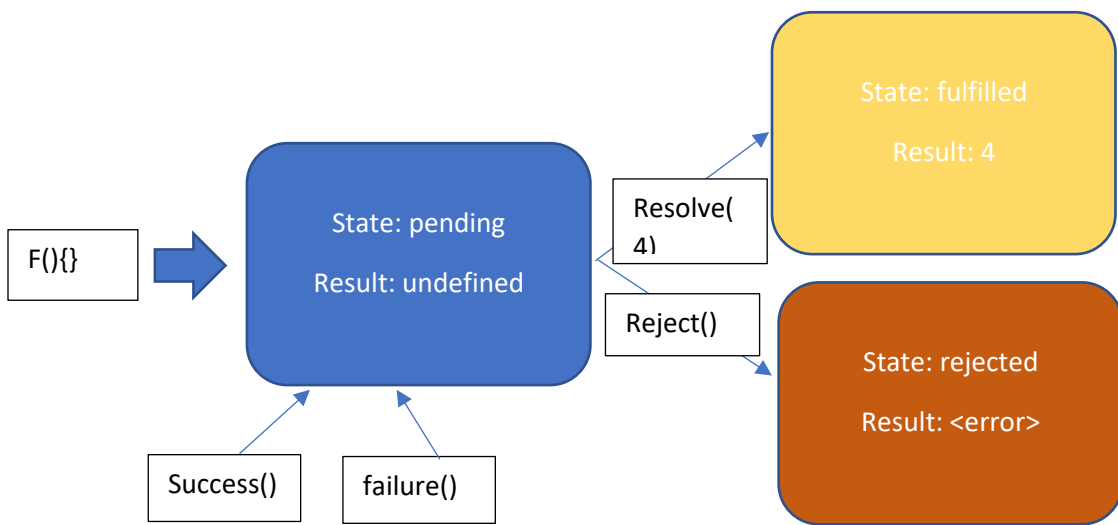 F(){}
State: pending
Result: undefined
Resolve(
4)
Reject()
State: fulfilled
Result: 4
State: rejected
Result: <error>
Success()
failure()